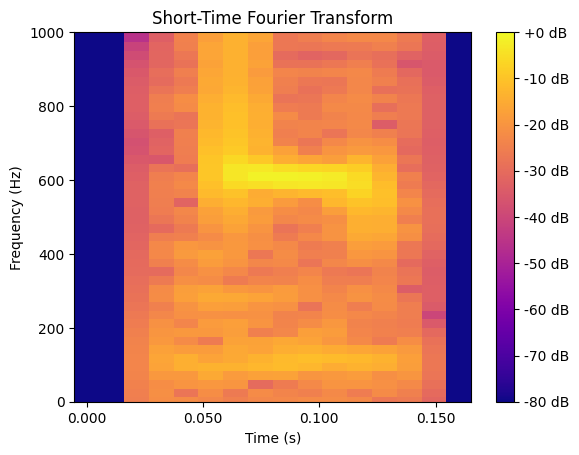 Short-Time Fourier Transform
1000
800
600
400
200
0
Frequency (Hz)
0.000
0.050
0.100
0.150
Time (s)
+0 dB
-10 dB
-20 dB
-30 dB
-40 dB
-50 dB
-60 dB
-70 dB
-80 dB